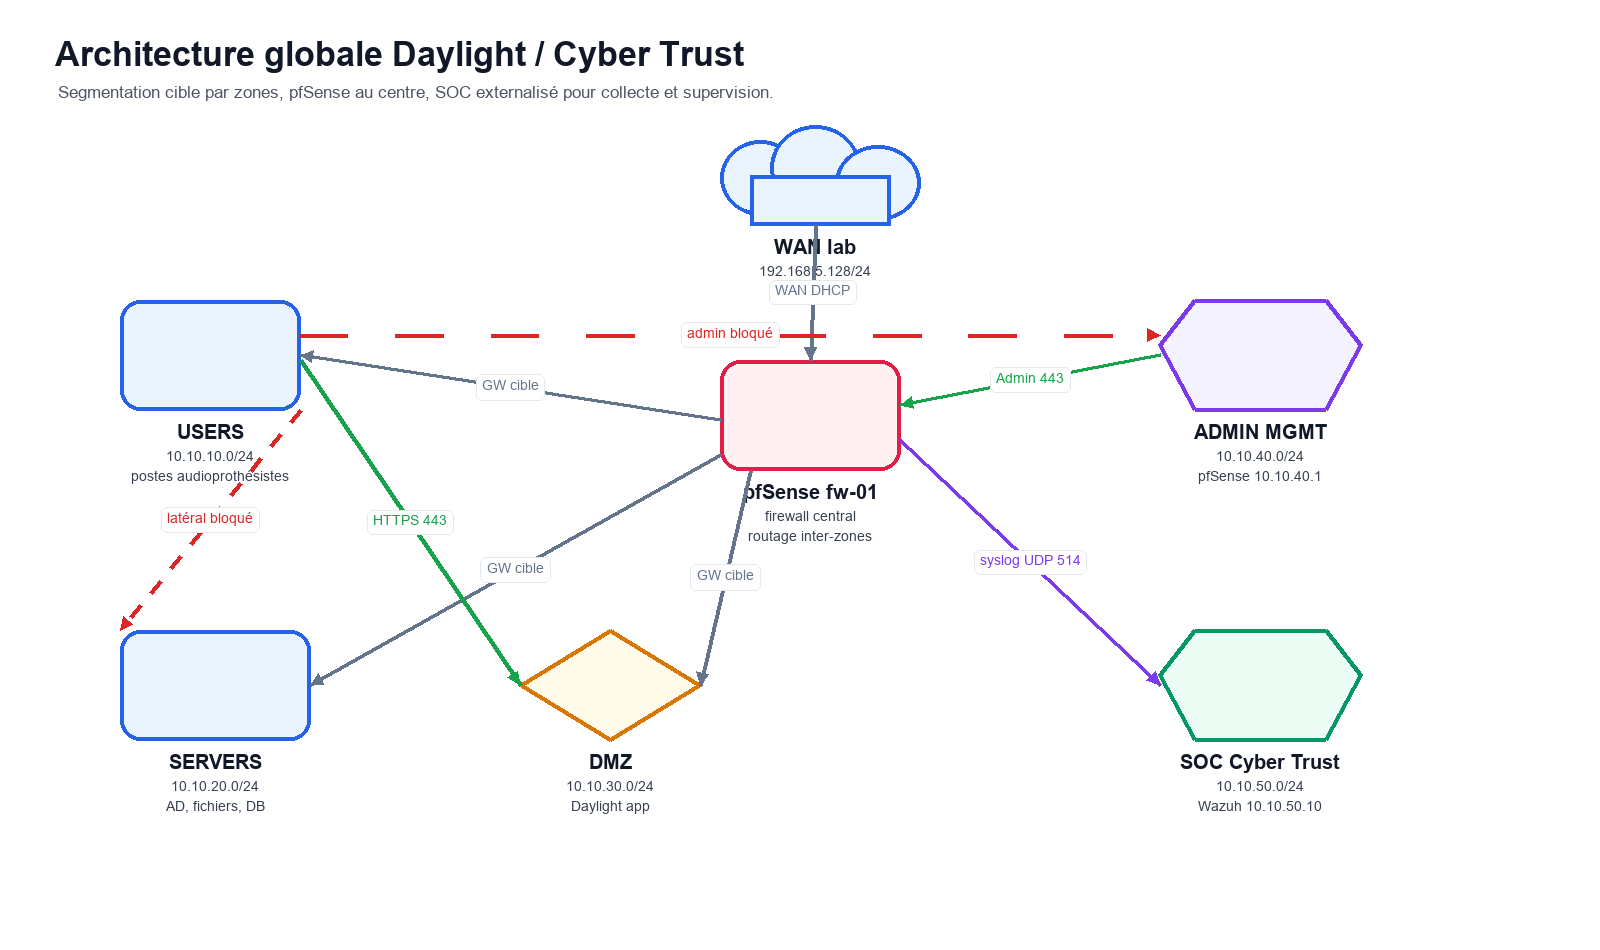 Architecture globale Daylight / Cyber Trust
Segmentation cible par zones, pfSense au centre, SOC externalisé pour collecte et supervision.
WAN lab
192.168.5.128/24
WAN DHCP
admin bloqué
GW cible
Admin 443
USERS
10.10.10.0/24
postes audioprothésistes
ADMIN MGMT
10.10.40.0/24
pfSense 10.10.40.1
pfSense fw-01
firewall central
routage inter-zones
latéral bloqué
HTTPS 443
GW cible
GW cible
syslog UDP 514
SERVERS
10.10.20.0/24
AD, fichiers, DB
DMZ
10.10.30.0/24
Daylight app
SOC Cyber Trust
10.10.50.0/24
Wazuh 10.10.50.10